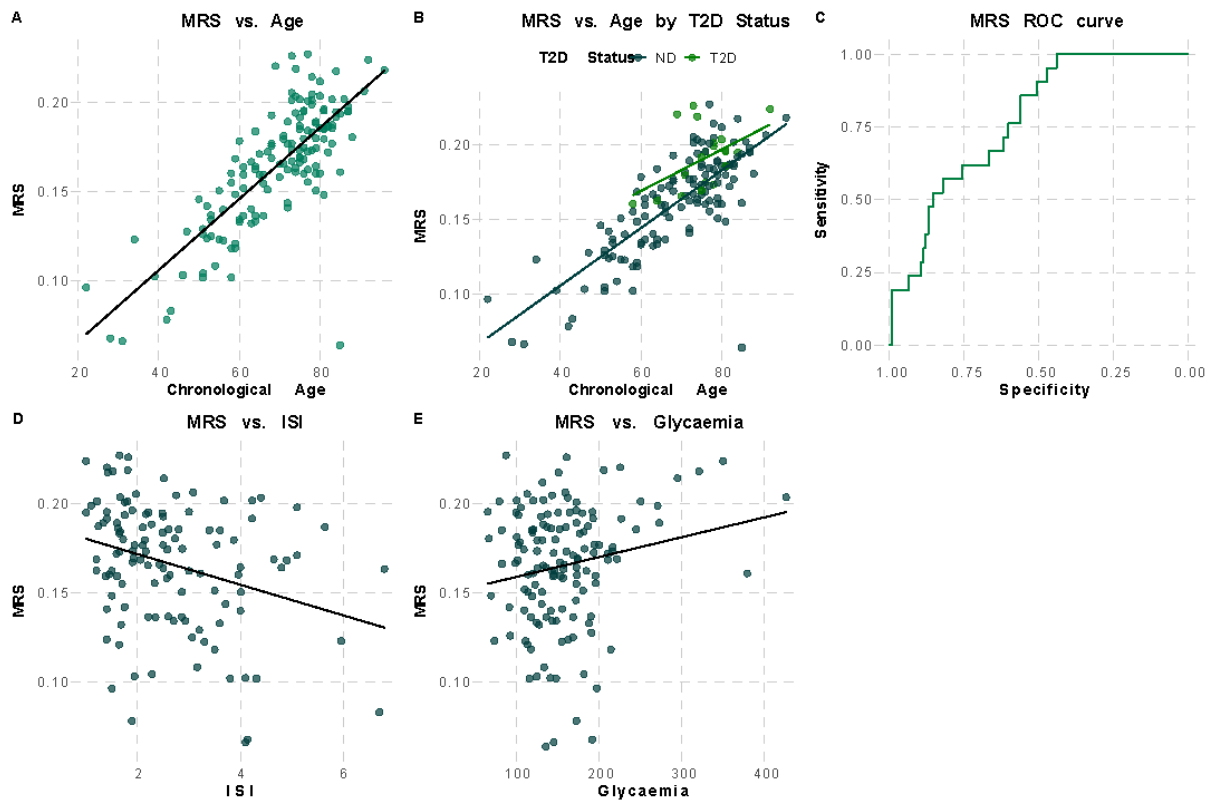 A
MRS vs. Age
0.20
0.15
0.10
MRS
20
40
60
80
Chronological Age
B
MRS vs. Age by T2D Status
T2D Status ND T2D
0.20
0.15
0.10
MRS
20
40
60
80
Chronological Age
C
MRS ROC curve
1.00
0.75
0.50
0.25
0.00
Sensitivity
1.00
0.75
0.50
0.25
0.00
Specificity
D
MRS vs. ISI
0.20
0.15
0.10
MRS
2
4
6
ISI
E
MRS vs. Glycaemia
0.20
0.15
0.10
MRS
100
200
300
400
Glycaemia